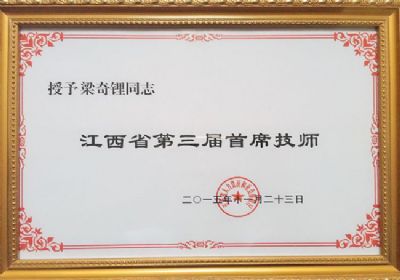 授予梁奇锂同志
江西省第三届首席技师
二〇一五年一月二十三日